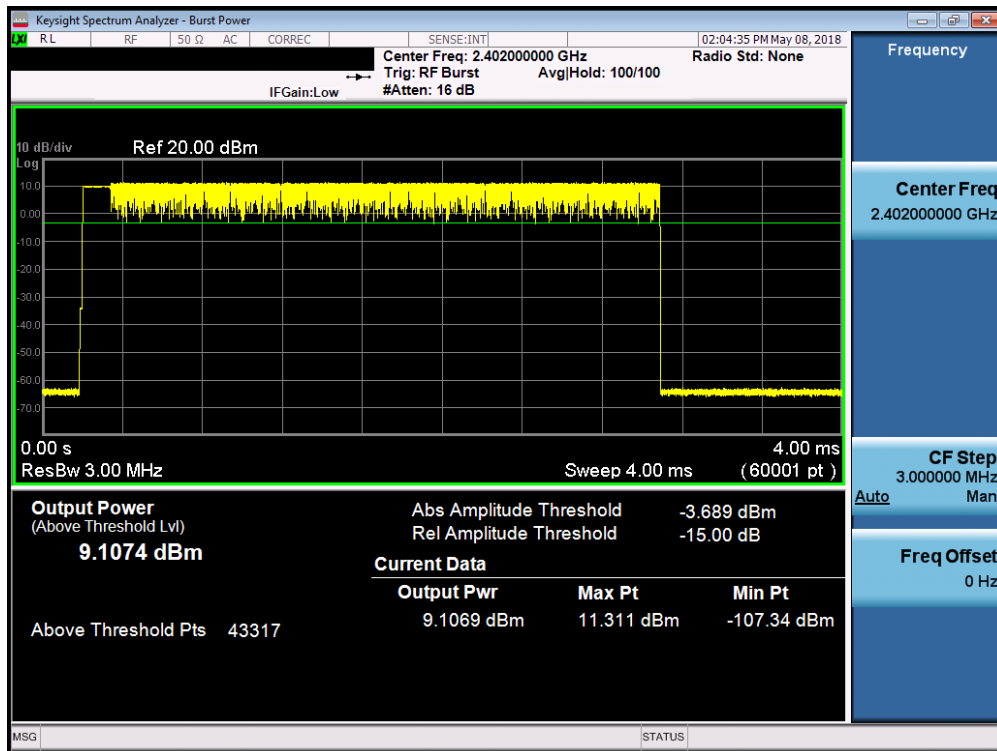 Keysight Spectrum Analyzer - Burst Power
LXI RL RF 50 Ω AC CORREC SENSE:INT 02:04:35 PM May 08, 2018
Center Freq: 2.402000000 GHz Radio Std: None
Trig: RF Burst Avg|Hold: 100/100
IFGain:Low #Atten: 16 dB
10 dB/div Ref 20.00 dBm
Log
10.0
0.00
-10.0
-20.0
-30.0
-40.0
-50.0
-60.0
-70.0
0.00 s 4.00 ms
ResBw 3.00 MHz Sweep 4.00 ms (60001 pt)
Output Power
(Above Threshold Lvl)
9.1074 dBm
Above Threshold Pts 43317
Abs Amplitude Threshold -3.689 dBm
Rel Amplitude Threshold -15.00 dB
Current Data
Output Pwr Max Pt Min Pt
9.1069 dBm 11.311 dBm -107.34 dBm
Frequency
Center Freq
2.402000000 GHz
CF Step
3.000000 MHz
Auto Man
Freq Offset
0 Hz
MSG STATUS